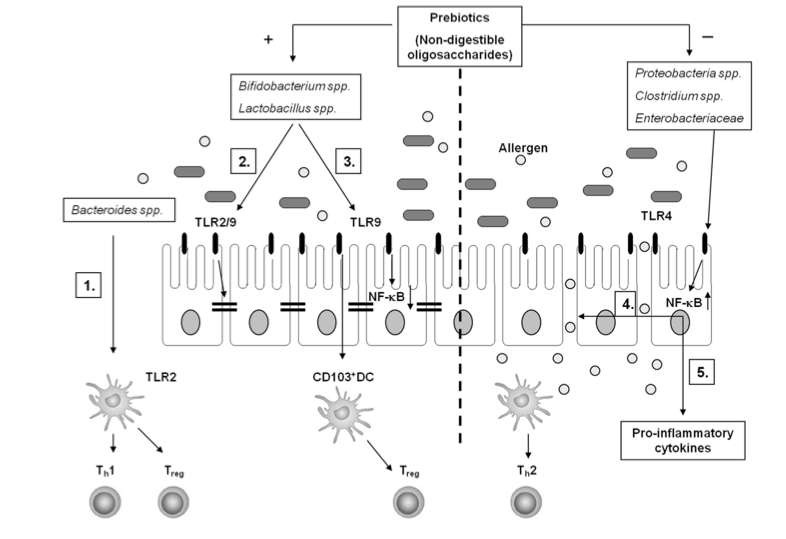 Prebiotics
(Non-digestible
oligosaccharides)
+
−
Bifidobacterium spp.
Lactobacillus spp.
Proteobacteria spp.
Clostridium spp.
Enterobacteriaceae
2.
3.
Allergen
Bacteroides spp.
TLR2/9
TLR9
TLR4
1.
NF-κB
4.
NF-κB
5.
TLR2
CD103⁺DC
Pro-inflammatory
cytokines
Th1
Treg
Treg
Th2